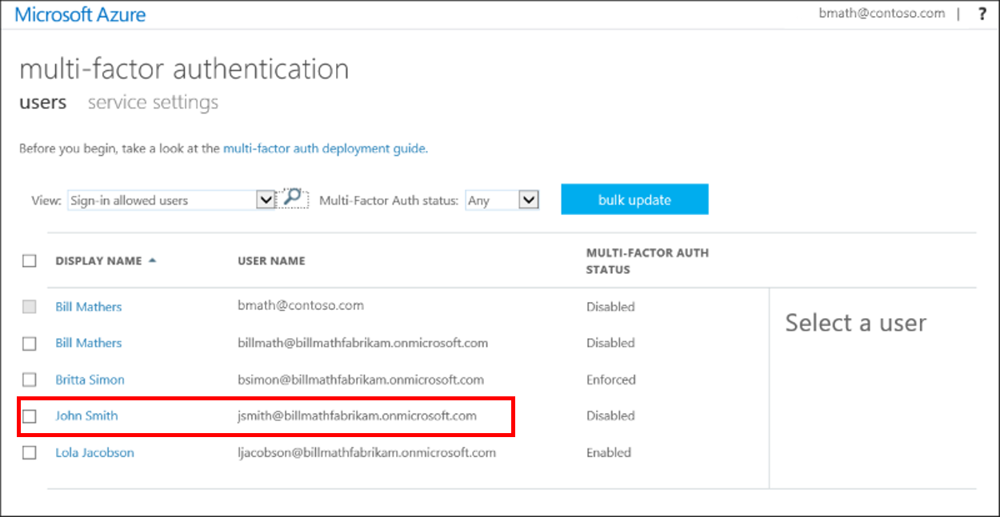 Microsoft Azure
bmath@contoso.com | ?
multi-factor authentication
users service settings
Before you begin, take a look at the multi-factor auth deployment guide.
View: Sign-in allowed users Multi-Factor Auth status: Any bulk update
DISPLAY NAME USER NAME MULTI-FACTOR AUTH
STATUS
Bill Mathers bmath@contoso.com Disabled
Select a user
Bill Mathers billmath@billmathfabrikam.onmicrosoft.com Disabled
Britta Simon bsimon@billmathfabrikam.onmicrosoft.com Enforced
John Smith jsmith@billmathfabrikam.onmicrosoft.com Disabled
Lola Jacobson ljacobson@billmathfabrikam.onmicrosoft.com Enabled